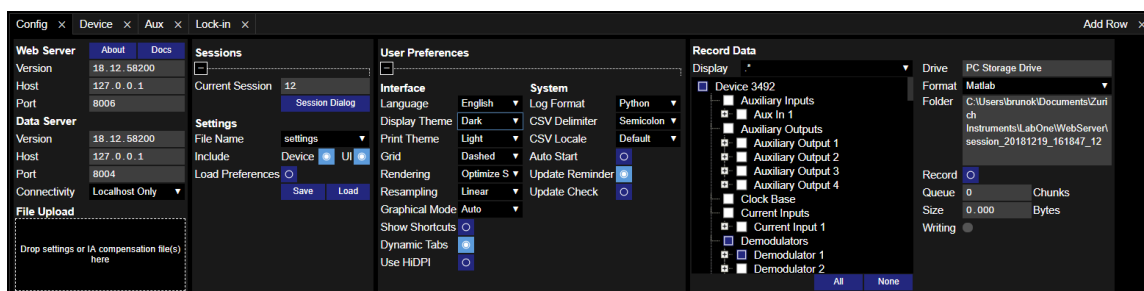 Config × Device × Aux × Lock-in × Add Row ×
Web Server About Docs
Version 18.12.58200
Host 127.0.0.1
Port 8006
Data Server
Version 18.12.58200
Host 127.0.0.1
Port 8004
Connectivity Localhost Only
File Upload
Drop settings or IA compensation file(s)
here
Sessions
Current Session 12
Session Dialog
Settings
File Name settings
Include Device UI
Load Preferences
Save Load
User Preferences
Interface
Language English
Display Theme Dark
Print Theme Light
Grid Dashed
Rendering Optimize S
Resampling Linear
Graphical Mode Auto
Show Shortcuts
Dynamic Tabs
Use HiDPI
System
Log Format Python
CSV Delimiter Semicolon
CSV Locale Default
Auto Start
Update Reminder
Update Check
Record Data
Display .*
Device 3492
Auxiliary Inputs
Aux In 1
Auxiliary Outputs
Auxiliary Output 1
Auxiliary Output 2
Auxiliary Output 3
Auxiliary Output 4
Clock Base
Current Inputs
Current Input 1
Demodulators
Demodulator 1
Demodulator 2
All None
Drive PC Storage Drive
Format Matlab
Folder C:\Users\brunok\Documents\Zuri
ch
Instruments\LabOne\WebServer\
session_20181219_161847_12
Record
Queue 0 Chunks
Size 0.000 Bytes
Writing